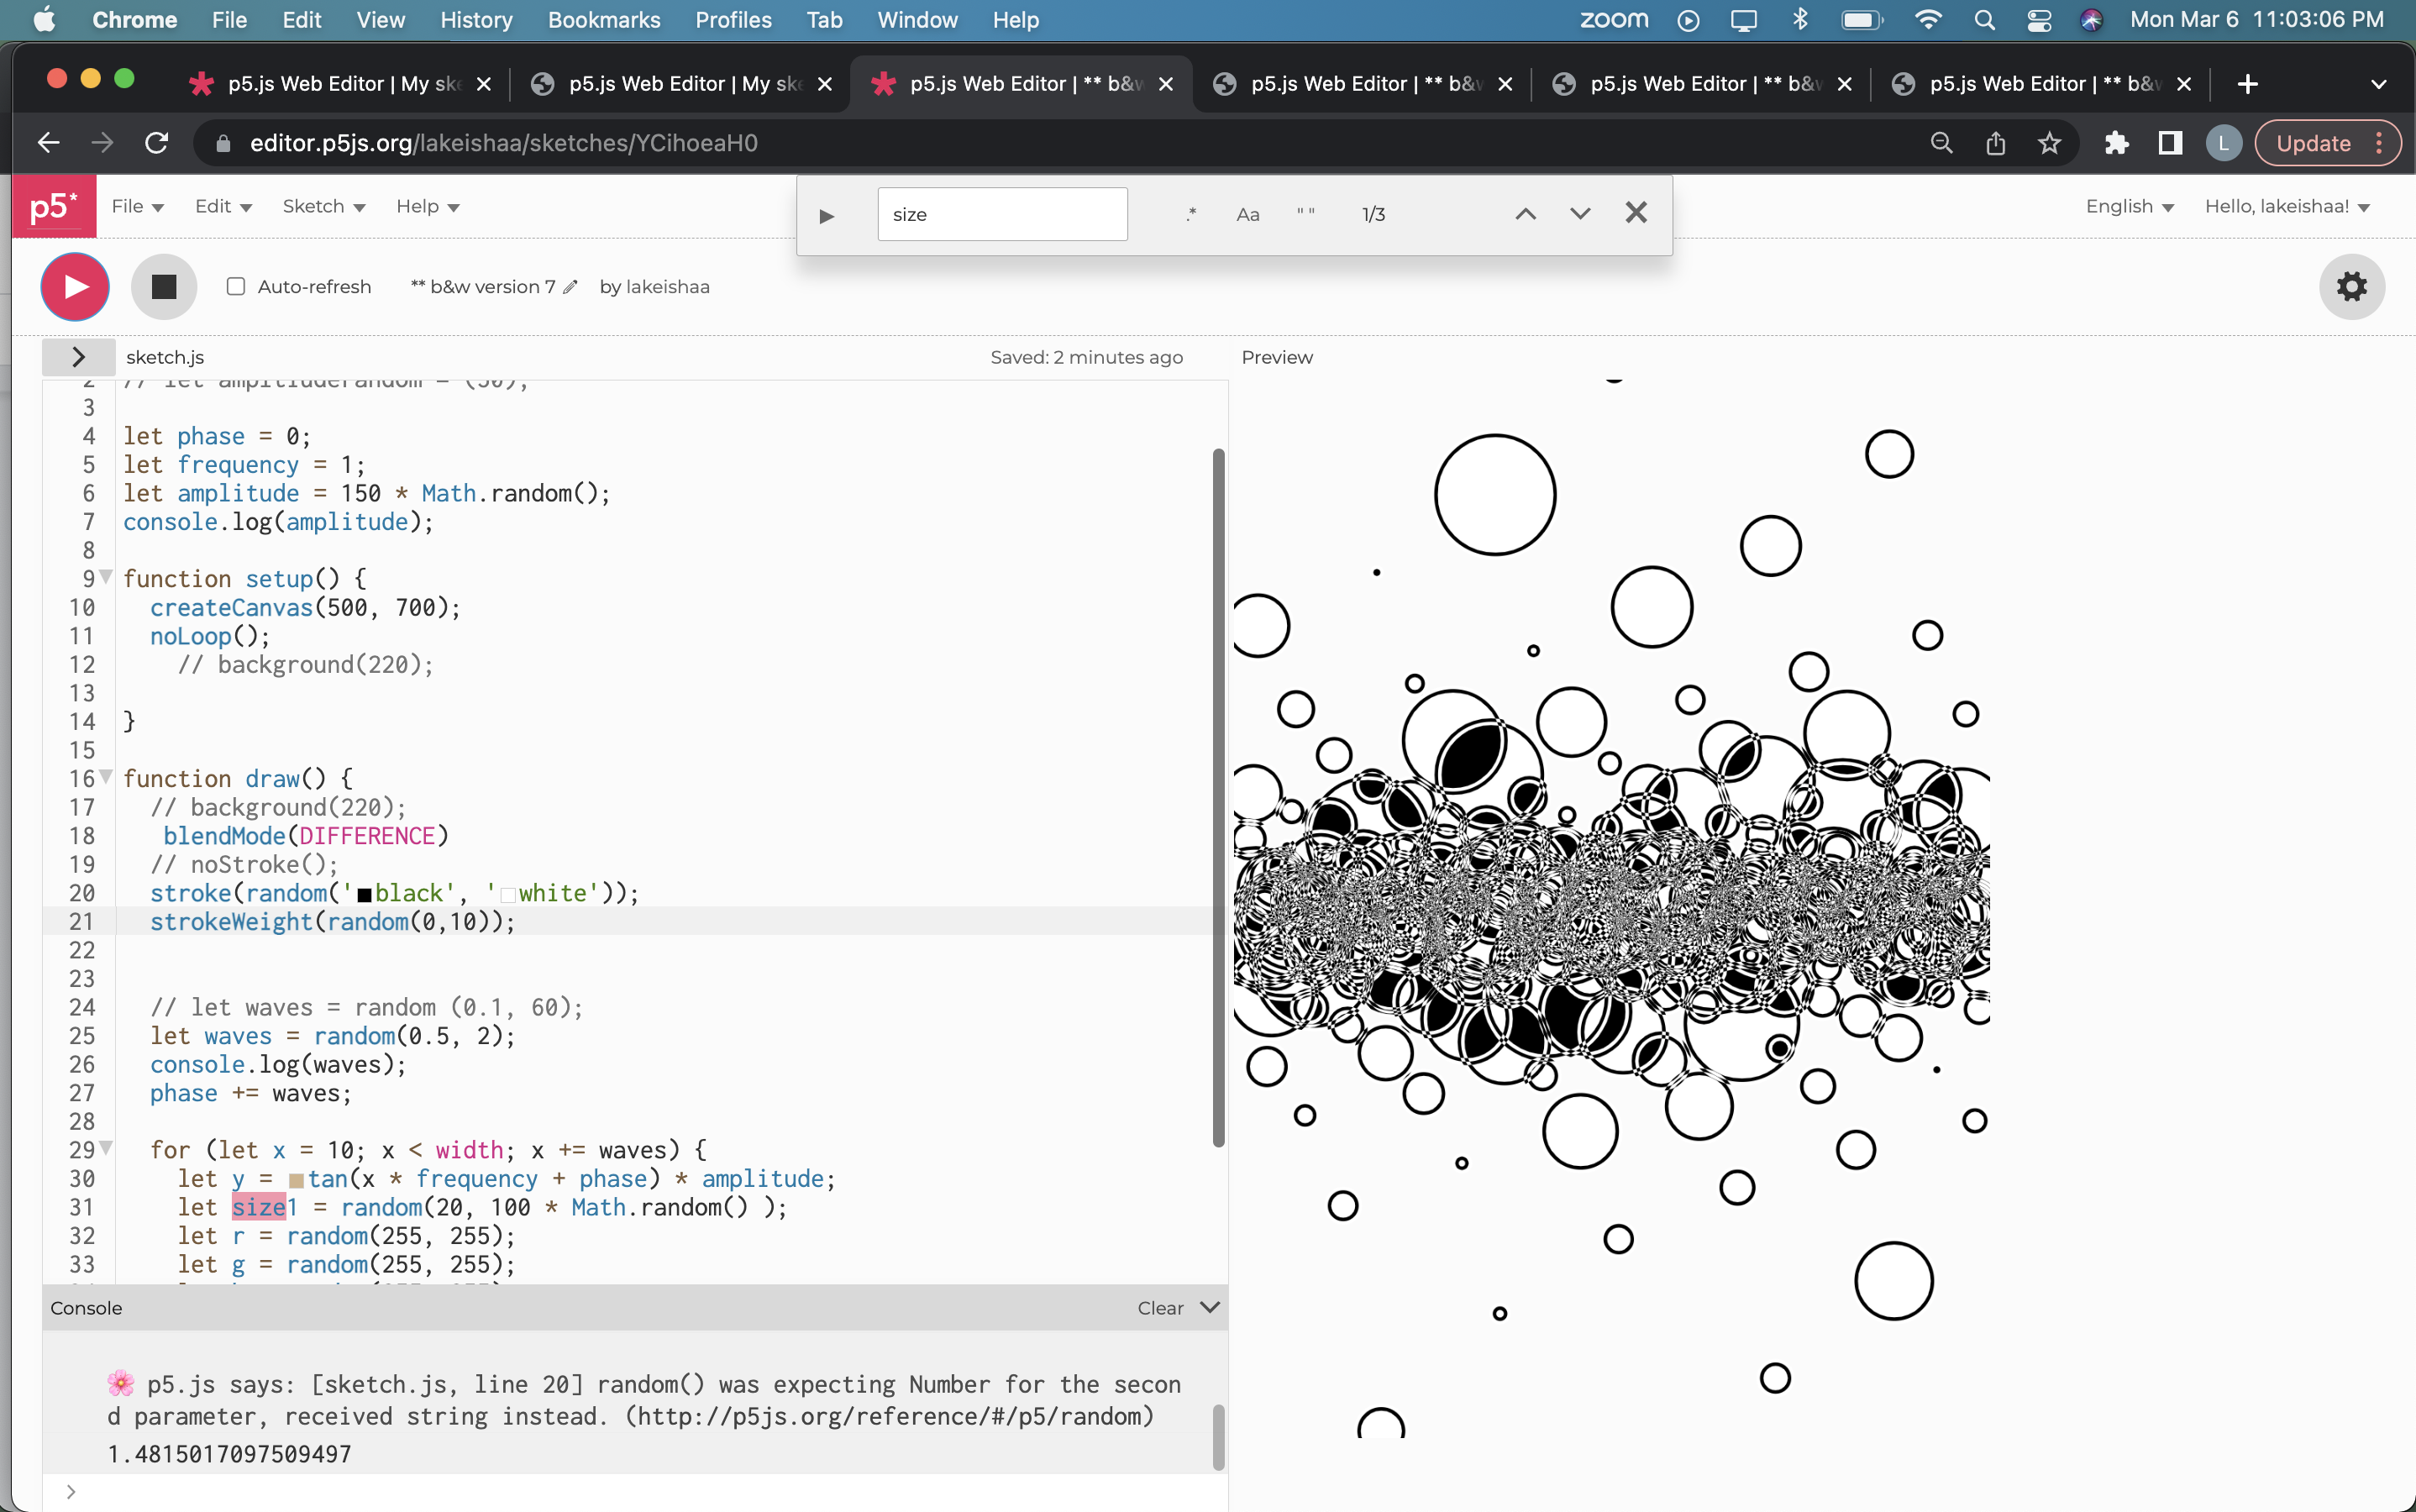 Chrome File Edit View History Bookmarks Profiles Tab Window Help zoom Mon Mar 6 11:03:06 PM
p5.js Web Editor | My ske p5.js Web Editor | My ske p5.js Web Editor | ** b&w p5.js Web Editor | ** b&w p5.js Web Editor | ** b&w p5.js Web Editor | ** b&w
editor.p5js.org/lakeishaa/sketches/YCihoeaH0 L Update
p5* File Edit Sketch Help size .* Aa " " 1/3 English Hello, lakeishaa!
Auto-refresh ** b&w version 7 by lakeishaa
sketch.js Saved: 2 minutes ago Preview
2 // let amplitudeRandom = (50);
3
4 let phase = 0;
5 let frequency = 1;
6 let amplitude = 150 * Math.random();
7 console.log(amplitude);
8
9 function setup() {
10 createCanvas(500, 700);
11 noLoop();
12 // background(220);
13
14 }
15
16 function draw() {
17 // background(220);
18 blendMode(DIFFERENCE)
19 // noStroke();
20 stroke(random('black', 'white'));
21 strokeWeight(random(0,10));
22
23
24 // let waves = random (0.1, 60);
25 let waves = random(0.5, 2);
26 console.log(waves);
27 phase += waves;
28
29 for (let x = 10; x < width; x += waves) {
30 let y = tan(x * frequency + phase) * amplitude;
31 let size1 = random(20, 100 * Math.random() );
32 let r = random(255, 255);
33 let g = random(255, 255);
Console Clear
🌸 p5.js says: [sketch.js, line 20] random() was expecting Number for the secon
d parameter, received string instead. (http://p5js.org/reference/#/p5/random)
1.4815017097509497